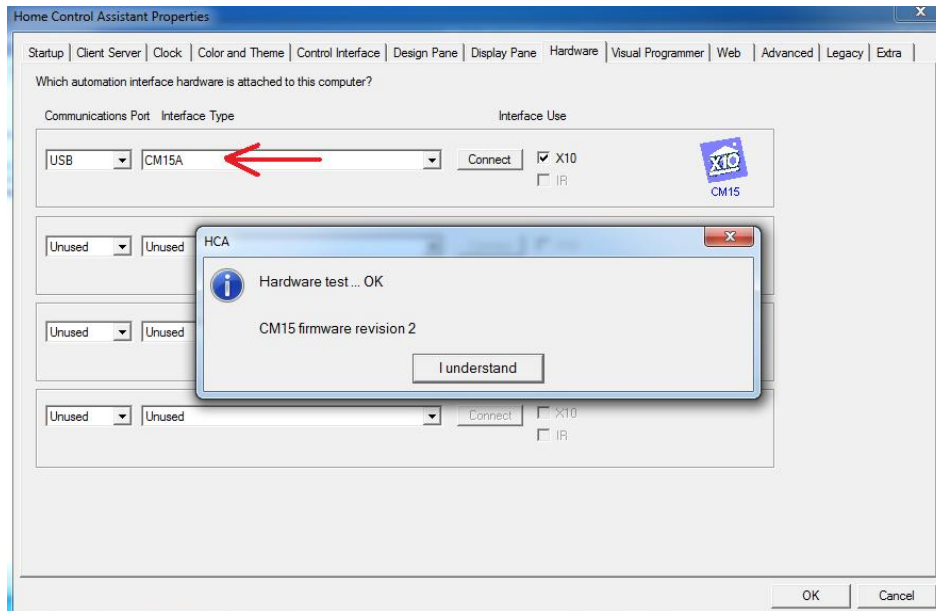 Home Control Assistant Properties
Startup Client Server Clock Color and Theme Control Interface Design Pane Display Pane Hardware Visual Programmer Web Advanced Legacy Extra
Which automation interface hardware is attached to this computer?
Communications Port Interface Type Interface Use
USB CM15A Connect X10
IR
X10
CM15
Unused Unused
HCA
Hardware test ... OK
CM15 firmware revision 2
I understand
Unused Unused
Unused Unused Connect X10
IR
OK Cancel